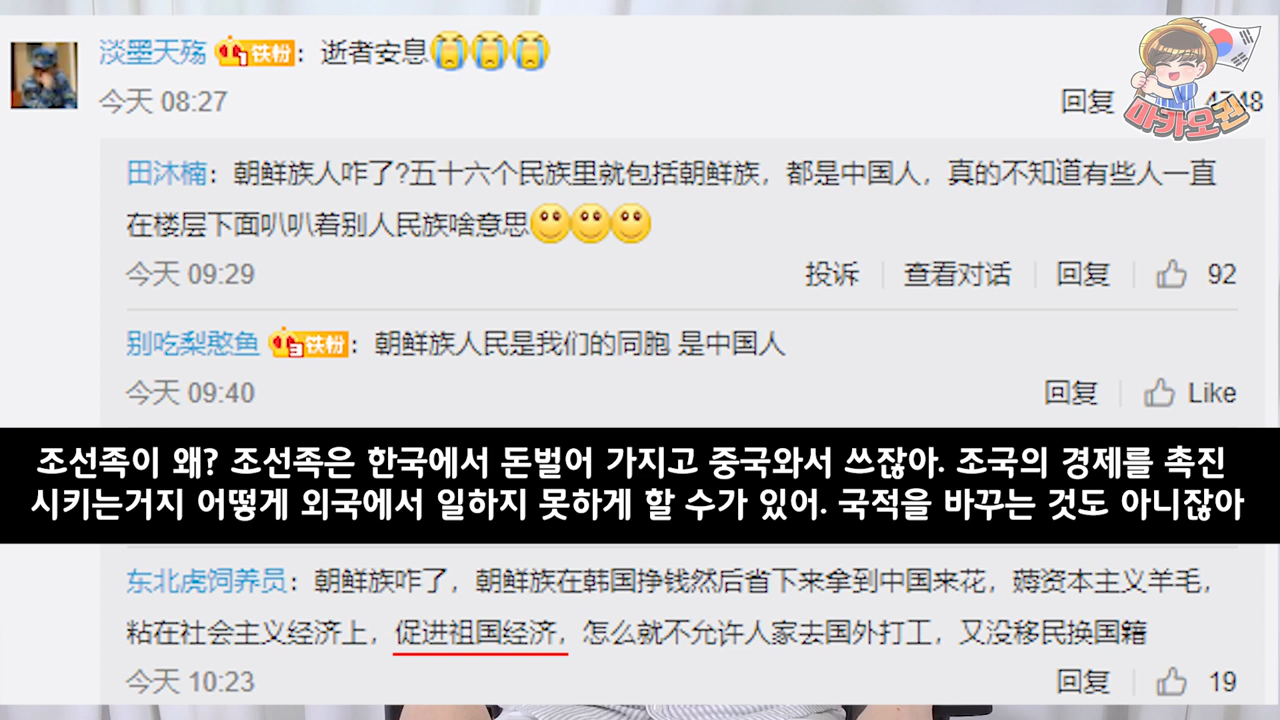 淡墨天殇 1铁粉：逝者安息
今天 08:27
回复
마카오권
田沐楠：朝鲜族人咋了?五十六个民族里就包括朝鲜族，都是中国人，真的不知道有些人一直
在楼层下面叭叭着别人民族啥意思
今天 09:29 投诉 查看对话 回复 92
别吃梨憨鱼 3铁粉：朝鲜族人民是我们的同胞 是中国人
今天 09:40 回复 Like
조선족이 왜? 조선족은 한국에서 돈벌어 가지고 중국와서 쓰잖아. 조국의 경제를 촉진
시키는거지 어떻게 외국에서 일하지 못하게 할 수가 있어. 국적을 바꾸는 것도 아니잖아
东北虎饲养员：朝鲜族咋了，朝鲜族在韩国挣钱然后省下来拿到中国来花，薅资本主义羊毛，
粘在社会主义经济上，促进祖国经济，怎么就不允许人家去国外打工，又没移民换国籍
今天 10:23 回复 19